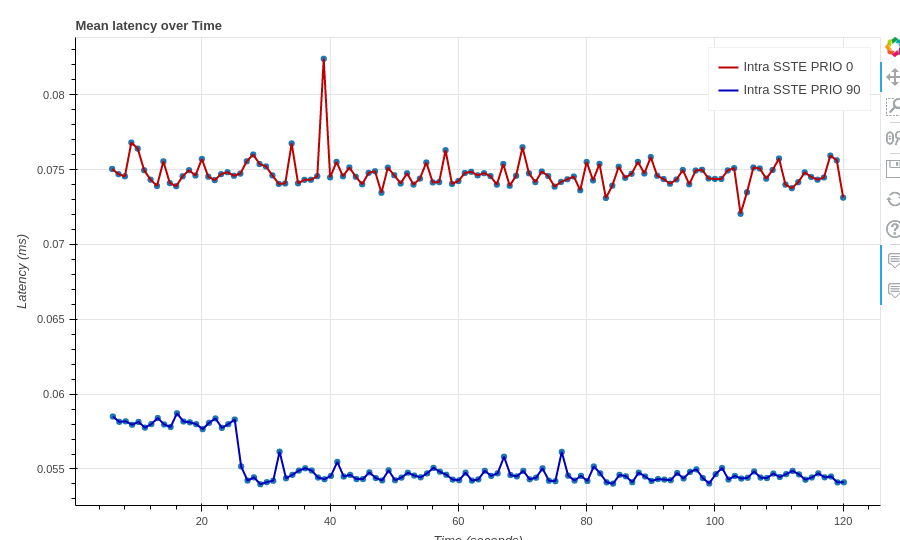 Mean latency over Time
Intra SSTE PRIO 0
Intra SSTE PRIO 90
0.08
0.075
0.07
0.065
0.06
0.055
Latency (ms)
20 40 60 80 100 120
Time (seconds)